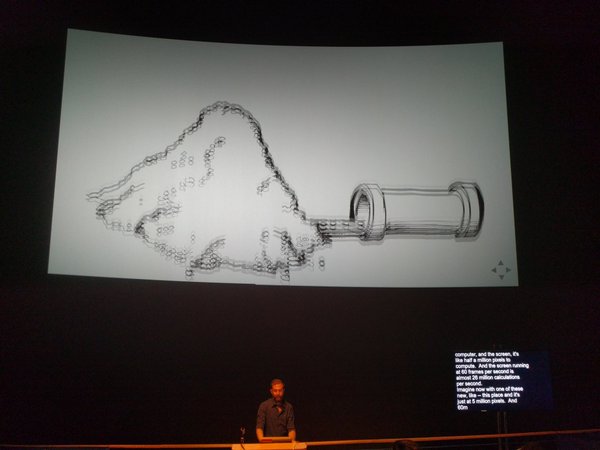 computer, and the screen, it's
like half a million pixels to
compute.  And the screen running
at 60 frames per second is
almost 26 million calculations
per second.
Imagine now with one of these
new, like -- this place and it's
just at 5 million pixels.  And
60m